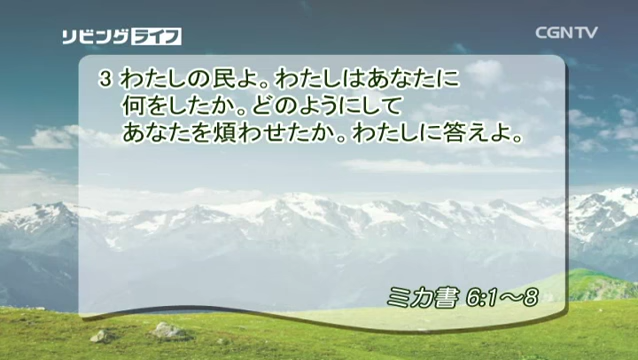 リビングライフ
CGNTV
3 わたしの民よ。わたしはあなたに
何をしたか。どのようにして
あなたを煩わせたか。わたしに答えよ。
ミカ書 6:1～8